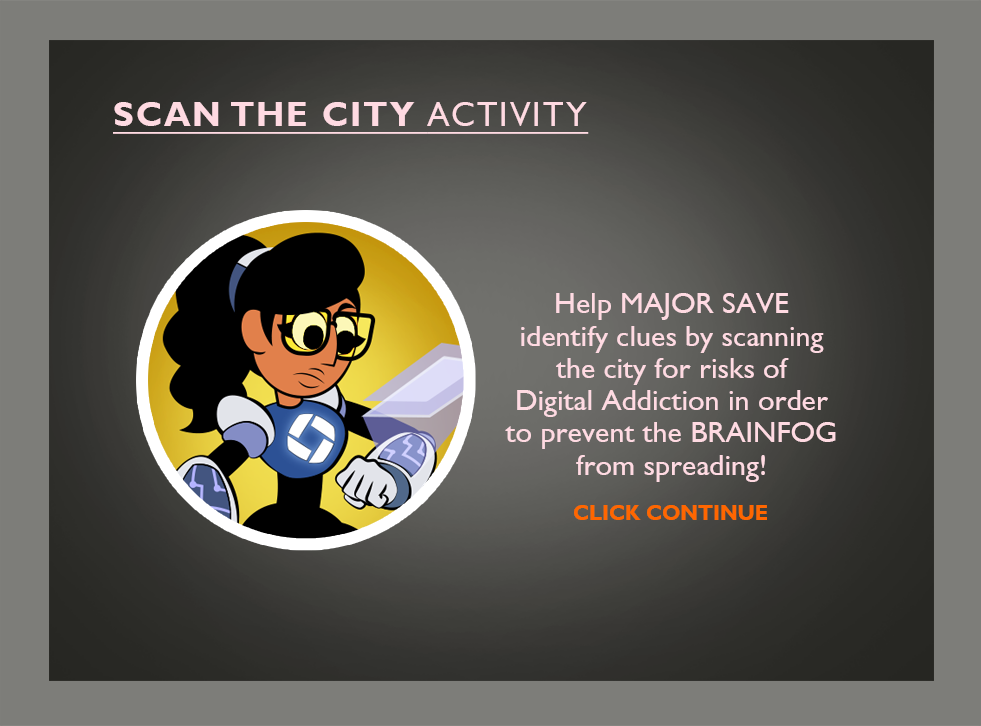 SCAN THE CITY ACTIVITY
Help MAJOR SAVE
identify clues by scanning
the city for risks of
Digital Addiction in order
to prevent the BRAINFOG
from spreading!
CLICK CONTINUE